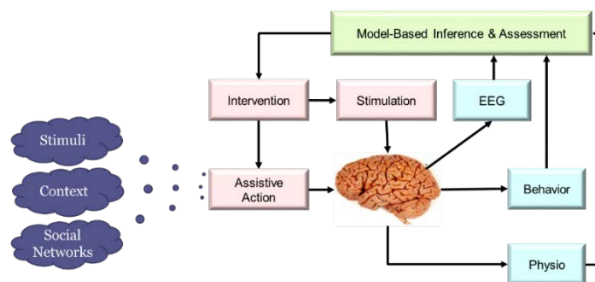 Model-Based Inference & Assessment
Intervention
Stimulation
EEG
Stimuli
Context
Assistive
Action
Behavior
Social
Networks
Physio